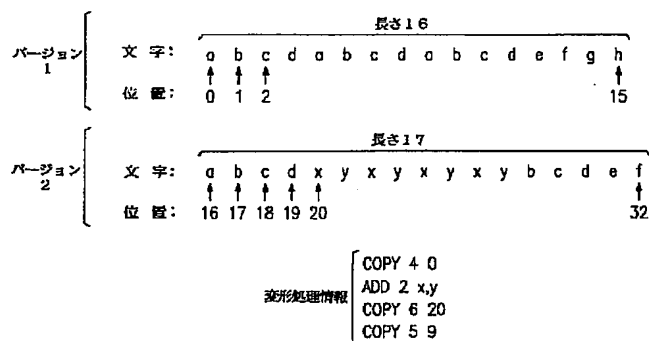 長さ16
バージョン
1
文字: a b c d a b c d a b c d e f g h
位置: 0 1 2 15
長さ17
バージョン
2
文字: a b c d x y x y x y x y b c d e f
位置: 16 17 18 19 20 32
変形処理情報
COPY 4 0
ADD 2 x,y
COPY 6 20
COPY 5 9